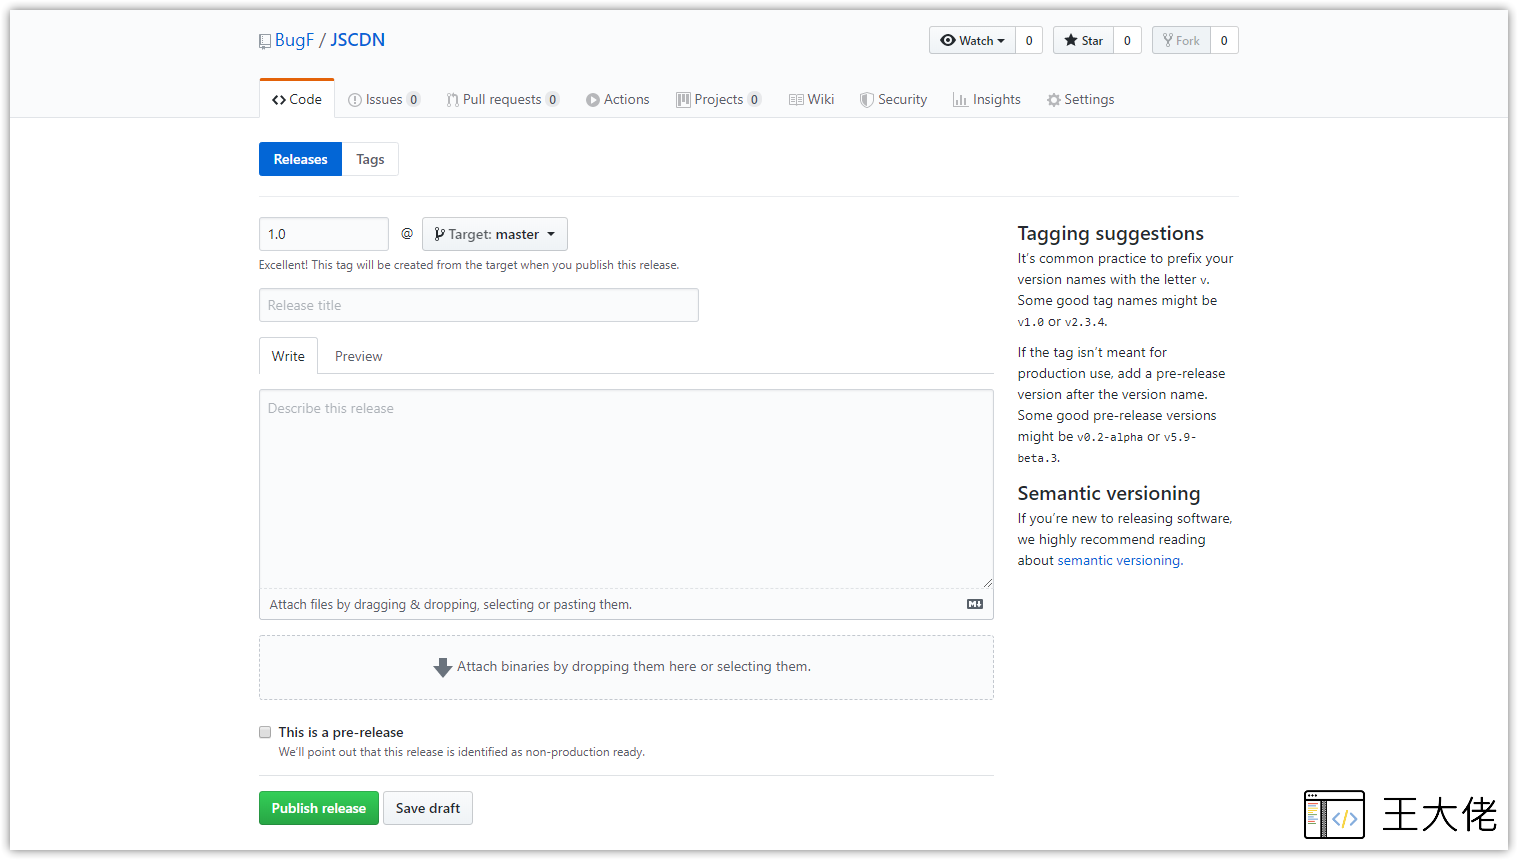 BugF / JSCDN
Watch 0 Star 0 Fork 0
Code Issues 0 Pull requests 0 Actions Projects 0 Wiki Security Insights Settings
Releases Tags
1.0 @ Target: master
Excellent! This tag will be created from the target when you publish this release.
Release title
Write Preview
Describe this release
Attach files by dragging & dropping, selecting or pasting them.
Attach binaries by dropping them here or selecting them.
This is a pre-release
We’ll point out that this release is identified as non-production ready.
Publish release Save draft
Tagging suggestions
It’s common practice to prefix your
version names with the letter v.
Some good tag names might be
v1.0 or v2.3.4.
If the tag isn’t meant for
production use, add a pre-release
version after the version name.
Some good pre-release versions
might be v0.2-alpha or v5.9-
beta.3.
Semantic versioning
If you’re new to releasing software,
we highly recommend reading
about semantic versioning.
王大佬